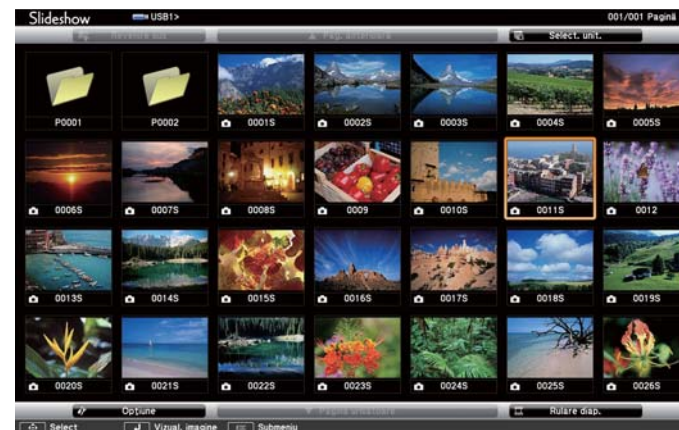 Slideshow USB1> 001/001 Pagină
Revenire sus ▲ Pag. anterioară Select. unit.
P0001 P0002 0001S 0002S 0003S 0004S 0005S
0006S 0007S 0008S 0009 0010S 0011S 0012
0013S 0014S 0015S 0016S 0017S 0018S 0019S
0020S 0021S 0022S 0023S 0024S 0025S 0026S
Opțiune ▼ Pagina următoare Rulare diap.
Select Vizual. imagine Submeniu